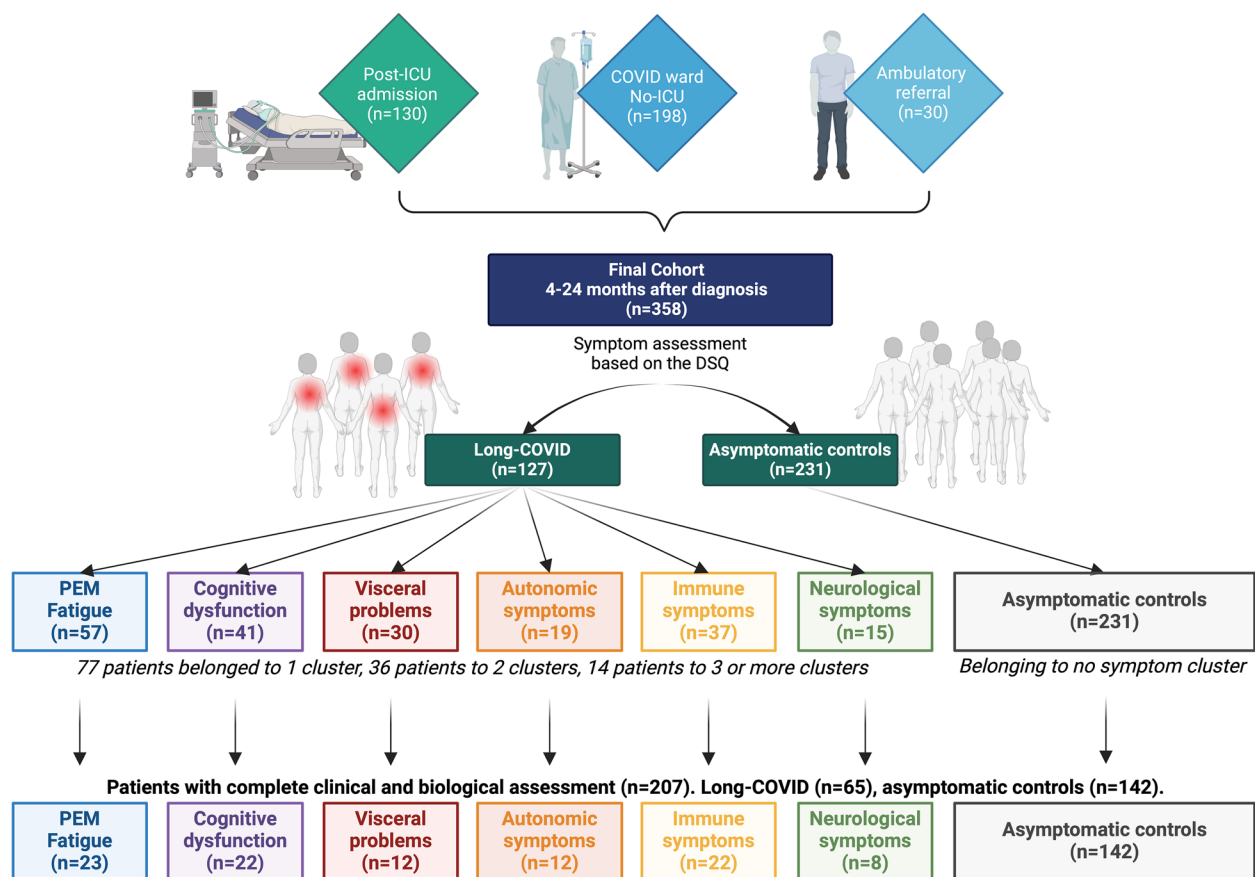 Post-ICU
admission
(n=130)
COVID ward
No-ICU
(n=198)
Ambulatory
referral
(n=30)
Final Cohort
4-24 months after diagnosis
(n=358)
Symptom assessment
based on the DSQ
Long-COVID
(n=127)
Asymptomatic controls
(n=231)
PEM
Fatigue
(n=57)
Cognitive
dysfunction
(n=41)
Visceral
problems
(n=30)
Autonomic
symptoms
(n=19)
Immune
symptoms
(n=37)
Neurological
symptoms
(n=15)
Asymptomatic controls
(n=231)
77 patients belonged to 1 cluster, 36 patients to 2 clusters, 14 patients to 3 or more clusters
Belonging to no symptom cluster
Patients with complete clinical and biological assessment (n=207). Long-COVID (n=65), asymptomatic controls (n=142).
PEM
Fatigue
(n=23)
Cognitive
dysfunction
(n=22)
Visceral
problems
(n=12)
Autonomic
symptoms
(n=12)
Immune
symptoms
(n=22)
Neurological
symptoms
(n=8)
Asymptomatic controls
(n=142)